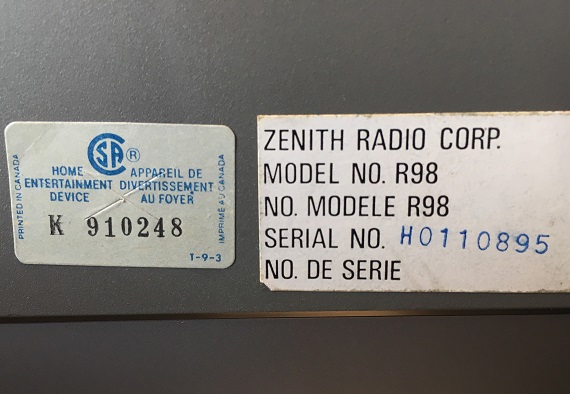 PRINTED IN CANADA
CSA ®
HOME APPAREIL DE
ENTERTAINMENT DIVERTISSEMENT
DEVICE AU FOYER
K 910248
IMPRIMÉ AU CANADA
1-9-3
ZENITH RADIO CORP.
MODEL NO. R98
NO. MODELE R98
SERIAL NO. H0110895
NO. DE SERIE